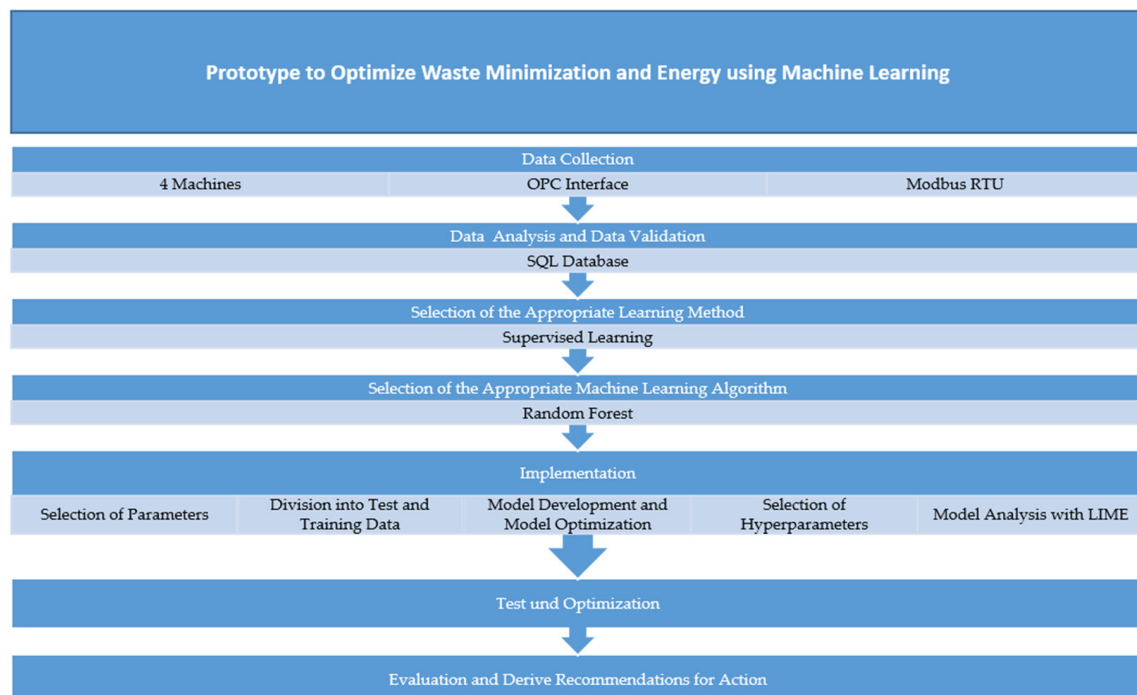 Prototype to Optimize Waste Minimization and Energy using Machine Learning
Data Collection
4 Machines
OPC Interface
Modbus RTU
Data Analysis and Data Validation
SQL Database
Selection of the Appropriate Learning Method
Supervised Learning
Selection of the Appropriate Machine Learning Algorithm
Random Forest
Implementation
Selection of Parameters
Division into Test and
Training Data
Model Development and
Model Optimization
Selection of
Hyperparameters
Model Analysis with LIME
Test und Optimization
Evaluation and Derive Recommendations for Action